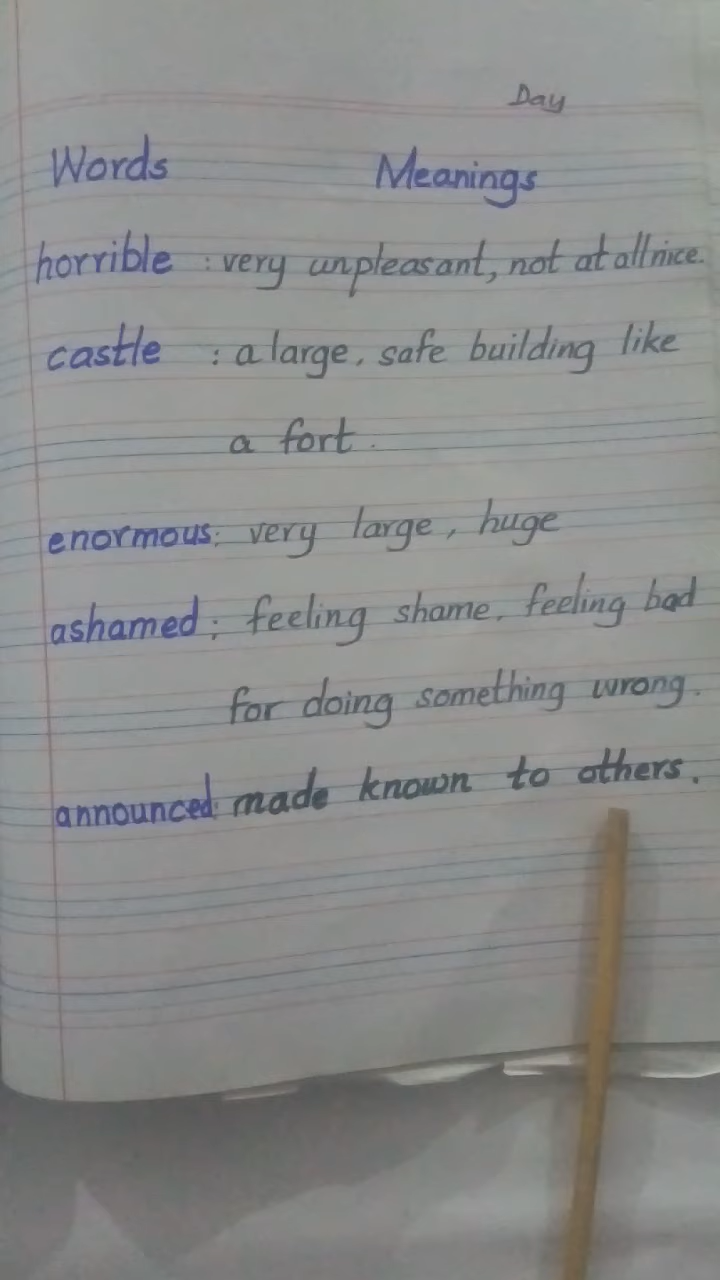 Day
Words Meanings
horrible : very unpleasant, not at all nice.
castle : a large, safe building like
a fort.
enormous: very large, huge
ashamed: feeling shame, feeling bad
for doing something wrong.
announced: made known to others.